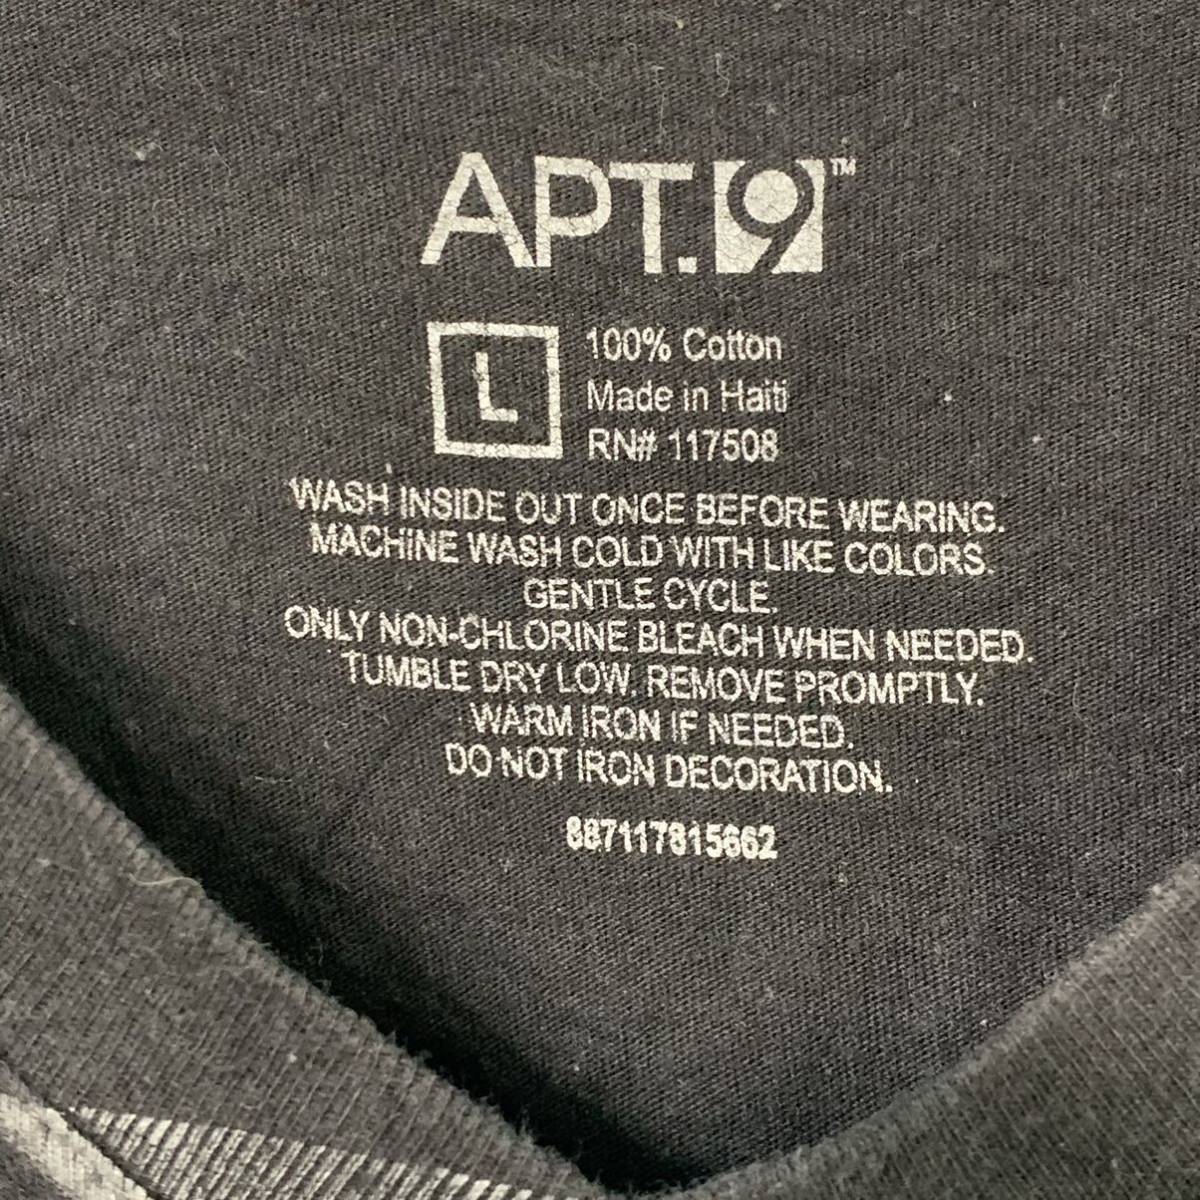 APT.9™
L
100% Cotton
Made in Haiti
RN# 117508
WASH INSIDE OUT ONCE BEFORE WEARING.
MACHINE WASH COLD WITH LIKE COLORS.
GENTLE CYCLE.
ONLY NON-CHLORINE BLEACH WHEN NEEDED.
TUMBLE DRY LOW. REMOVE PROMPTLY.
WARM IRON IF NEEDED.
DO NOT IRON DECORATION.
887117815662